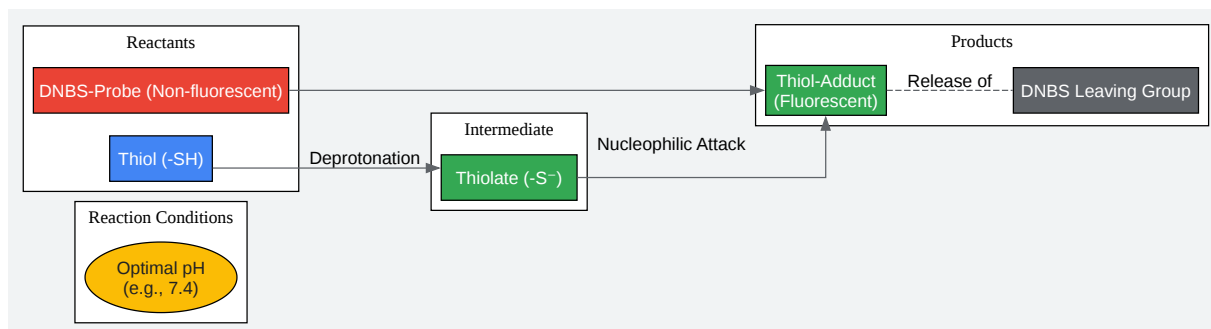 Reactants
DNBS-Probe (Non-fluorescent)
Thiol (-SH)
Deprotonation
Reaction Conditions
Optimal pH
(e.g., 7.4)
Intermediate
Thiolate (-S⁻)
Nucleophilic Attack
Products
Thiol-Adduct
(Fluorescent)
Release of
DNBS Leaving Group